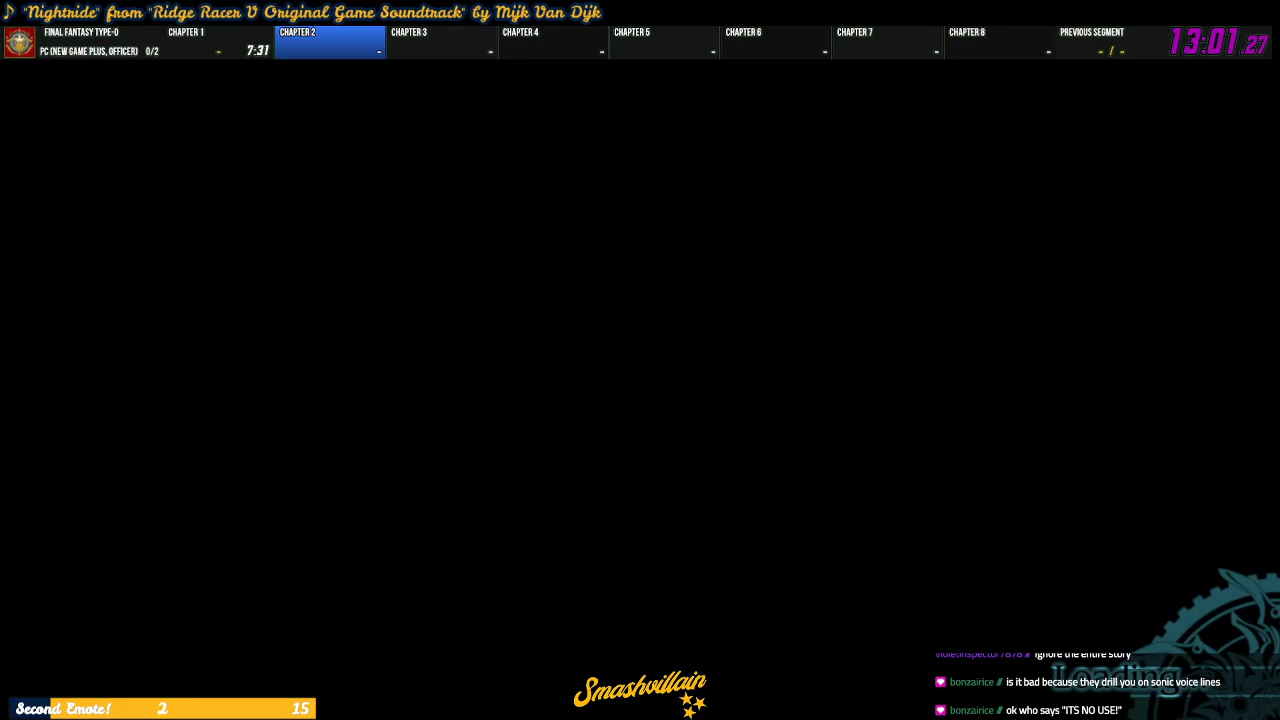 ♪ "Nightride" from "Ridge Racer V Original Game Soundtrack" by Mijk Van Dijk
FINAL FANTASY TYPE-0
PC (NEW GAME PLUS, OFFICER) 0/2
CHAPTER 1
- 7:31
CHAPTER 2
-
CHAPTER 3
-
CHAPTER 4
-
CHAPTER 5
-
CHAPTER 6
-
CHAPTER 7
-
CHAPTER 8
-
PREVIOUS SEGMENT
- / -
13:01.27
violetinspector7878 // ignore the entire story
Loading
bonzairice // is it bad because they drill you on sonic voice lines
bonzairice // ok who says "ITS NO USE!"
Smashvillain
Second Emote! 2 15